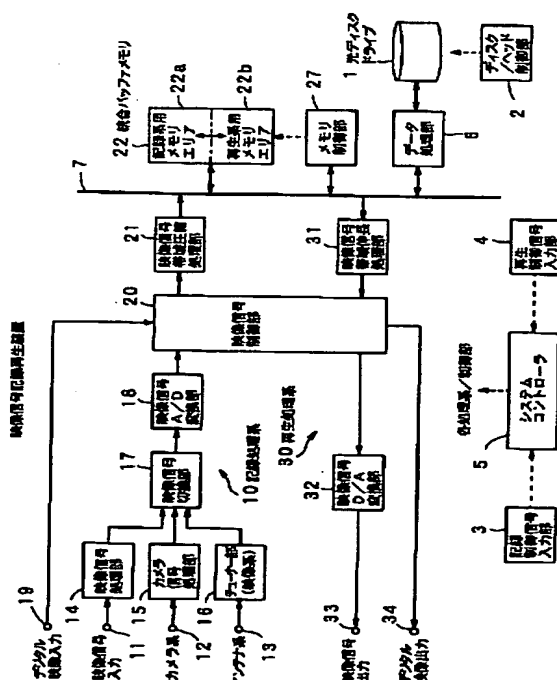 映像信号記録再生装置
デジタル
映像入力
19
映像信号
入力
11
カメラ系
12
アンテナ系
13
14
映像信号
処理部
15
カメラ
信号
処理部
16
チューナー部
(映像系)
17
映像信号
切換部
18
映像信号
A/D
変換部
10 記録処理系
20
映像信号
制御部
21
映像信号
帯域圧縮
処理部
7
22 統合バッファメモリ
22a
記録系用
メモリ
エリア
22b
再生系用
メモリ
エリア
27
メモリ
制御部
1 光ディスク
ドライブ
ディスク
/ヘッド
制御部
2
データ
処理部
6
31
映像信号
帯域伸長
処理部
30 再生処理系
32
映像信号
D/A
変換部
33
映像信号
出力
34
デジタル
映像出力
各処理系/制御部
3
記録
制御信号
入力部
4
再生
制御信号
入力部
5
システム
コントローラ